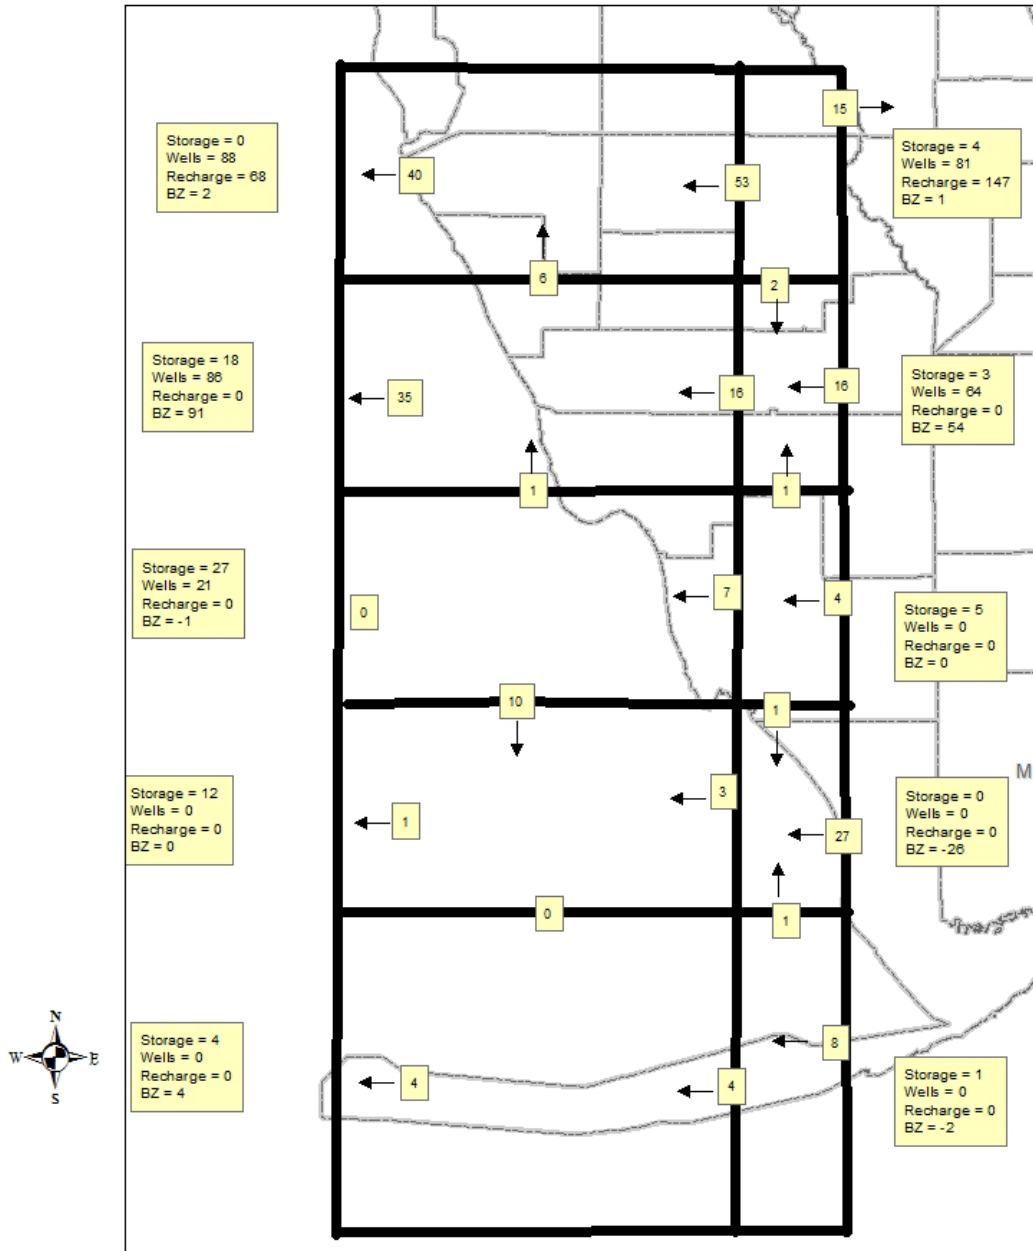 15
Storage = 0
Wells = 88
Recharge = 68
BZ = 2
Storage = 4
Wells = 81
Recharge = 147
BZ = 1
40
53
6
2
Storage = 18
Wells = 86
Recharge = 0
BZ = 91
35
16
16
Storage = 3
Wells = 64
Recharge = 0
BZ = 54
1
1
Storage = 27
Wells = 21
Recharge = 0
BZ = -1
0
7
4
Storage = 5
Wells = 0
Recharge = 0
BZ = 0
10
1
M
Storage = 12
Wells = 0
Recharge = 0
BZ = 0
1
3
27
Storage = 0
Wells = 0
Recharge = 0
BZ = -26
0
1
N
W
E
S
Storage = 4
Wells = 0
Recharge = 0
BZ = 4
8
4
4
Storage = 1
Wells = 0
Recharge = 0
BZ = -2